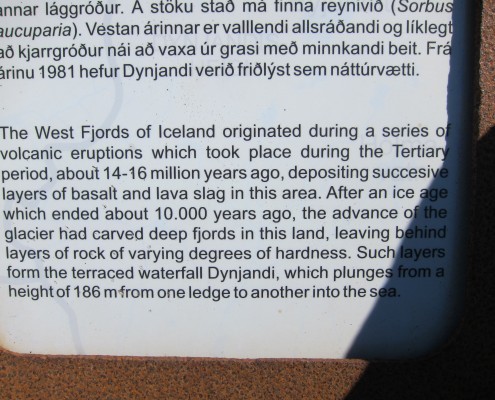 annar lággróður. Á stöku stað má finna reynivið (Sorbus
aucuparia). Vestan árinnar er valllendi allsráðandi og líklegt
að kjarrgróður nái að vaxa úr grasi með minnkandi beit. Frá
árinu 1981 hefur Dynjandi verið friðlýst sem náttúrvætti.
The West Fjords of Iceland originated during a series of
volcanic eruptions which took place during the Tertiary
period, about 14-16 million years ago, depositing succesive
layers of basalt and lava slag in this area. After an ice age
which ended about 10.000 years ago, the advance of the
glacier had carved deep fjords in this land, leaving behind
layers of rock of varying degrees of hardness. Such layers
form the terraced waterfall Dynjandi, which plunges from a
height of 186 m from one ledge to another into the sea.